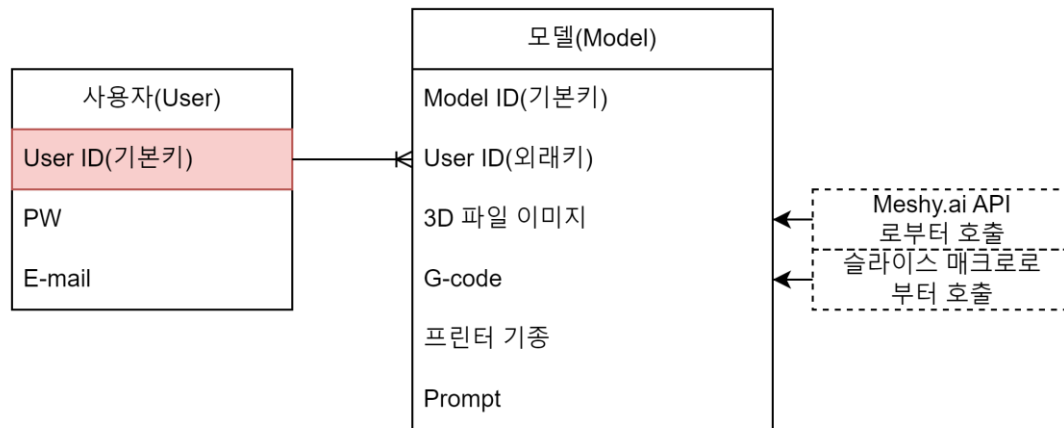 모델(Model)
사용자(User)
Model ID(기본키)
User ID(기본키)
User ID(외래키)
PW
3D 파일 이미지
Meshy.ai API
로부터 호출
E-mail
G-code
슬라이스 매크로로
부터 호출
프린터 기종
Prompt